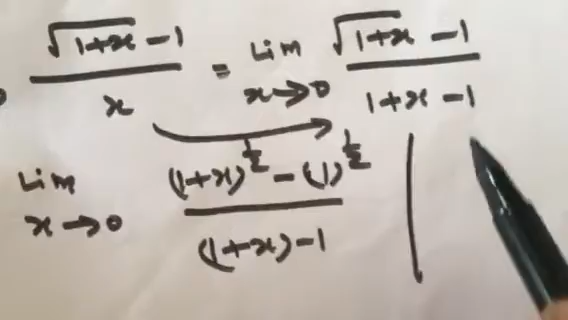 (√(1+x) - 1)/x = Lim x→0 (√(1+x) - 1)/(1+x-1)
Lim x→0 ((1+x)^(1/2) - (1)^(1/2))/((1+x)-1)